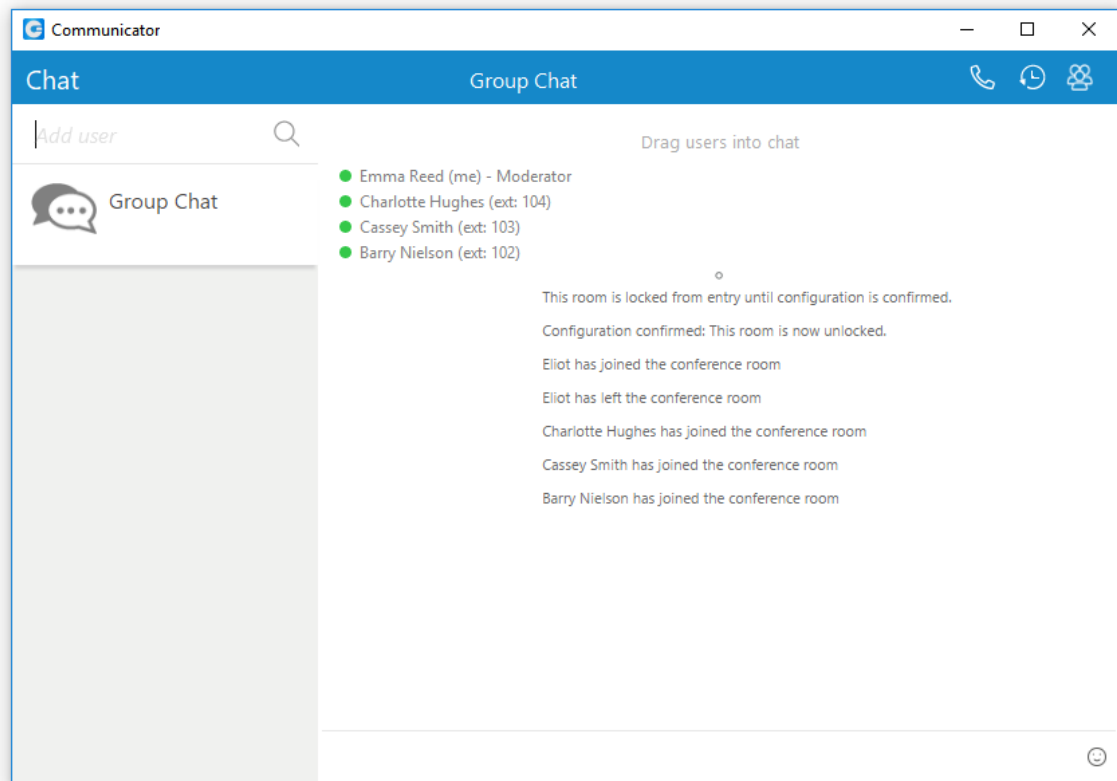 Communicator
Chat
Group Chat
Add user
Group Chat
Drag users into chat
Emma Reed (me) - Moderator
Charlotte Hughes (ext: 104)
Cassey Smith (ext: 103)
Barry Nielson (ext: 102)
This room is locked from entry until configuration is confirmed.
Configuration confirmed: This room is now unlocked.
Eliot has joined the conference room
Eliot has left the conference room
Charlotte Hughes has joined the conference room
Cassey Smith has joined the conference room
Barry Nielson has joined the conference room